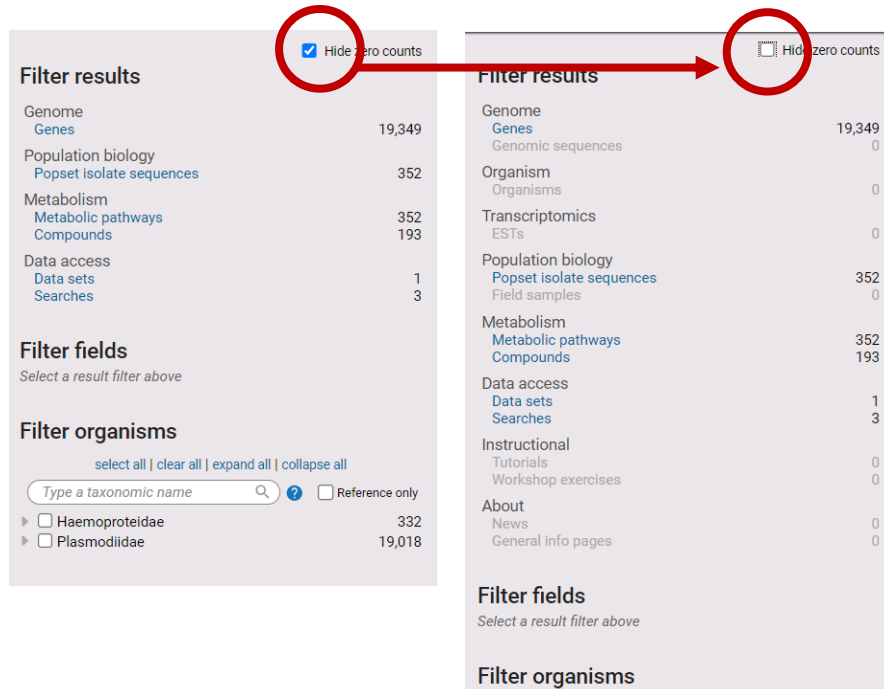 Hide zero counts
Filter results
Genome
Genes 19,349
Population biology
Popset isolate sequences 352
Metabolism
Metabolic pathways 352
Compounds 193
Data access
Data sets 1
Searches 3
Filter fields
Select a result filter above
Filter organisms
select all | clear all | expand all | collapse all
Type a taxonomic name ? Reference only
Haemoproteidae 332
Plasmodiidae 19,018
Hide zero counts
Filter results
Genome
Genes 19,349
Genomic sequences 0
Organism
Organisms 0
Transcriptomics
ESTs 0
Population biology
Popset isolate sequences 352
Field samples 0
Metabolism
Metabolic pathways 352
Compounds 193
Data access
Data sets 1
Searches 3
Instructional
Tutorials 0
Workshop exercises 0
About
News 0
General info pages 0
Filter fields
Select a result filter above
Filter organisms